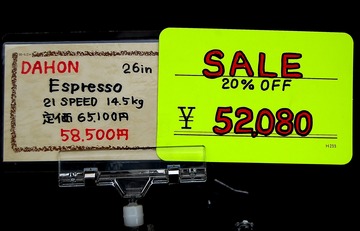 DAHON 26in
Espresso
21 SPEED 14.5kg
定価 65,100円
58,500円
SALE
20% OFF
¥ 52,080